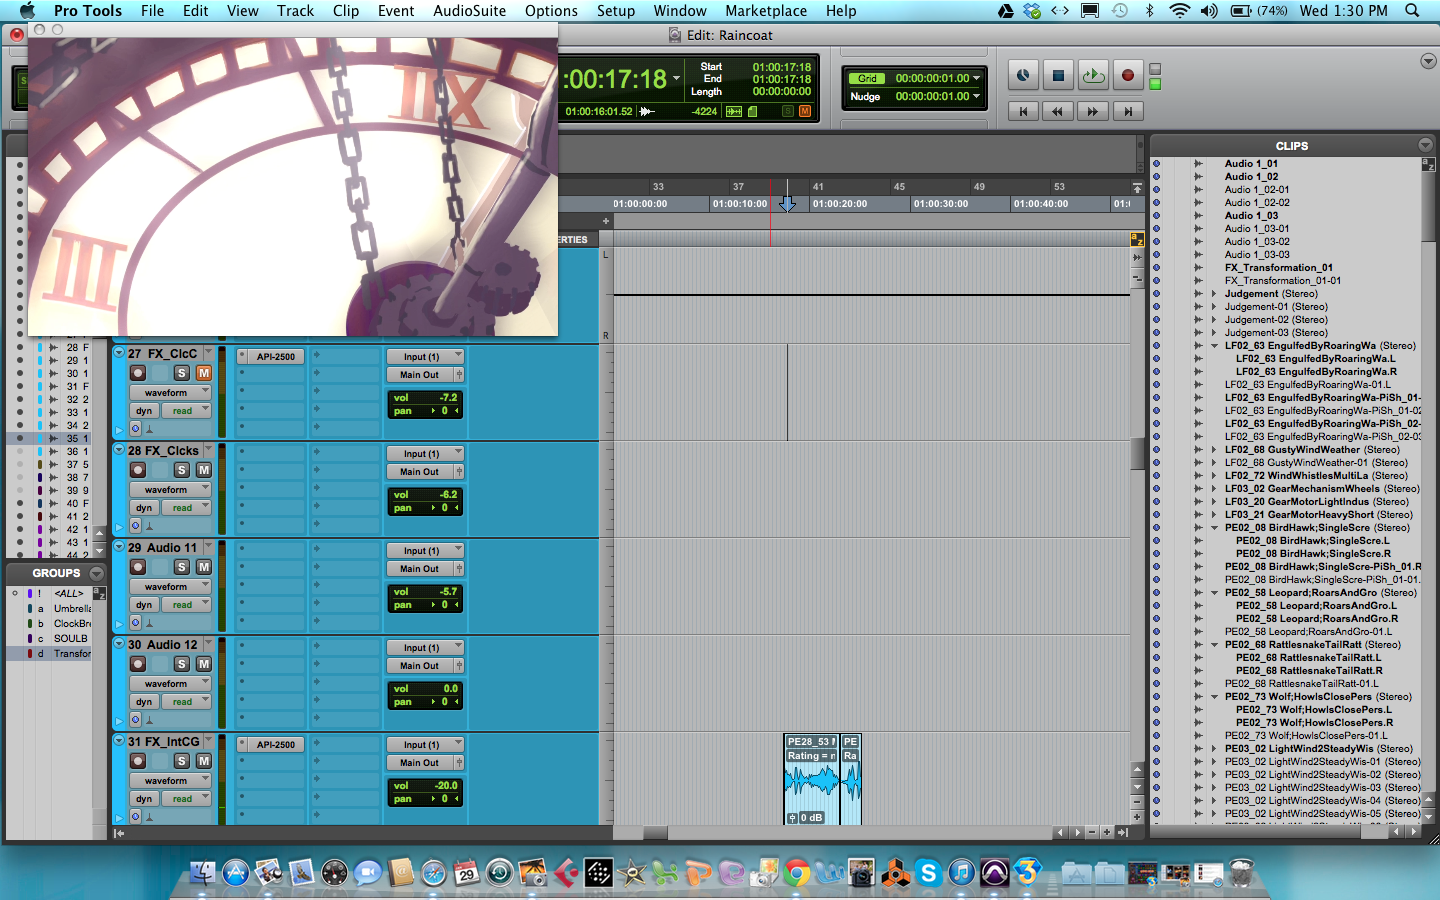 Pro Tools File Edit View Track Clip Event AudioSuite Options Setup Window Marketplace Help (74%) Wed 1:30 PM
Edit: Raincoat
XII
III
:00:17:18
Start 01:00:17:18
End 01:00:17:18
Length 00:00:00:00
01:00:16:01.52 -4224 S M
Grid 00:00:00:01.00
Nudge 00:00:00:01.00
33 37 41 45 49 53
01:00:00:00 01:00:10:00 01:00:20:00 01:00:30:00 01:00:40:00
ERTIES
L
R
28 F
29 1
30 1
31 F
32 2
33 1
34 2
35 1
36 1
37 5
38 7
39 9
40 F
41 2
42 1
43 1
44 2
GROUPS
! <ALL>
a Umbrella
b ClockBre
c SOULB
d Transfor
27 FX_ClcC API-2500 Input (1)
S M Main Out
waveform vol -7.2
dyn read pan 0
28 FX_Clcks Input (1)
S M Main Out
waveform vol -6.2
dyn read pan 0
29 Audio 11 Input (1)
S M Main Out
waveform vol -5.7
dyn read pan 0
30 Audio 12 Input (1)
S M Main Out
waveform vol 0.0
dyn read pan 0
31 FX_IntCG API-2500 Input (1)
S M Main Out
waveform vol -20.0
dyn read pan 0
PE28_53 PE
Rating = Ra
0 dB
CLIPS
Audio 1_01
Audio 1_02
Audio 1_02-01
Audio 1_02-02
Audio 1_03
Audio 1_03-01
Audio 1_03-02
Audio 1_03-03
FX_Transformation_01
FX_Transformation_01-01
Judgement (Stereo)
Judgement-01 (Stereo)
Judgement-02 (Stereo)
Judgement-03 (Stereo)
LF02_63 EngulfedByRoaringWa (Stereo)
LF02_63 EngulfedByRoaringWa.L
LF02_63 EngulfedByRoaringWa.R
LF02_63 EngulfedByRoaringWa-01.L
LF02_63 EngulfedByRoaringWa-PiSh_01-
LF02_63 EngulfedByRoaringWa-PiSh_01-02
LF02_63 EngulfedByRoaringWa-PiSh_02-
LF02_63 EngulfedByRoaringWa-PiSh_02-03
LF02_68 GustyWindWeather (Stereo)
LF02_68 GustyWindWeather-01 (Stereo)
LF02_72 WindWhistlesMultiLa (Stereo)
LF03_02 GearMechanismWheels (Stereo)
LF03_20 GearMotorLightIndus (Stereo)
LF03_21 GearMotorHeavyShort (Stereo)
PE02_08 BirdHawk;SingleScre (Stereo)
PE02_08 BirdHawk;SingleScre.L
PE02_08 BirdHawk;SingleScre.R
PE02_08 BirdHawk;SingleScre-PiSh_01.R
PE02_08 BirdHawk;SingleScre-PiSh_01-01.
PE02_58 Leopard;RoarsAndGro (Stereo)
PE02_58 Leopard;RoarsAndGro.L
PE02_58 Leopard;RoarsAndGro.R
PE02_58 Leopard;RoarsAndGro-01.L
PE02_68 RattlesnakeTailRatt (Stereo)
PE02_68 RattlesnakeTailRatt.L
PE02_68 RattlesnakeTailRatt.R
PE02_68 RattlesnakeTailRatt-01.L
PE02_73 Wolf;HowlsClosePers (Stereo)
PE02_73 Wolf;HowlsClosePers.L
PE02_73 Wolf;HowlsClosePers.R
PE02_73 Wolf;HowlsClosePers-01.L
PE03_02 LightWind2SteadyWis (Stereo)
PE03_02 LightWind2SteadyWis-01 (Stereo)
PE03_02 LightWind2SteadyWis-02 (Stereo)
PE03_02 LightWind2SteadyWis-03 (Stereo)
PE03_02 LightWind2SteadyWis-04 (Stereo)
PE03_02 LightWind2SteadyWis-05 (Stereo)
29